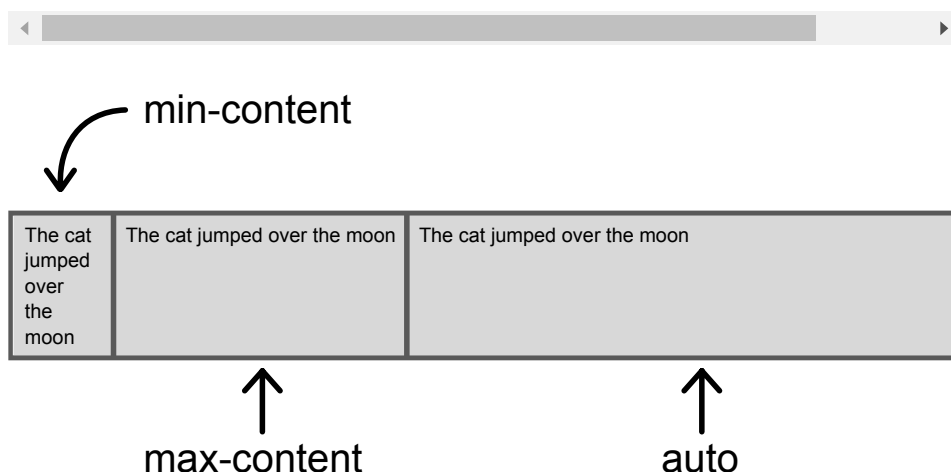 min-content
The cat
jumped
over
the
moon
The cat jumped over the moon
The cat jumped over the moon
max-content
auto